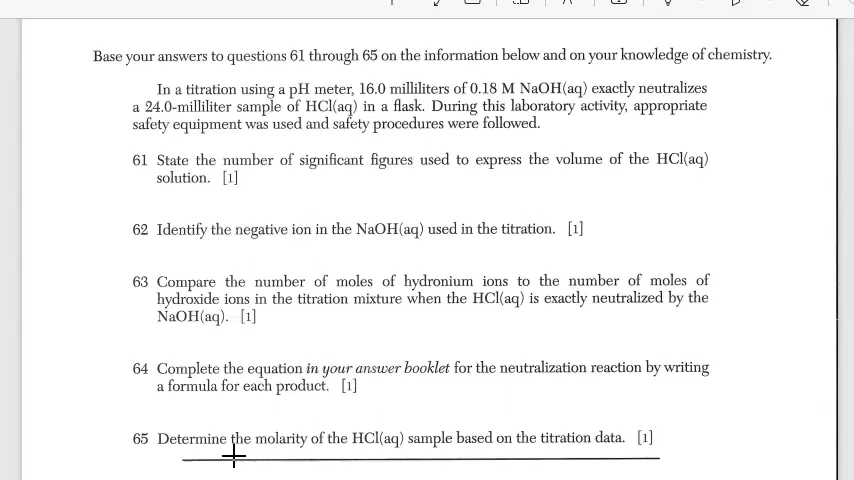 Base your answers to questions 61 through 65 on the information below and on your knowledge of chemistry.
In a titration using a pH meter, 16.0 milliliters of 0.18 M NaOH(aq) exactly neutralizes
a 24.0-milliliter sample of HCl(aq) in a flask. During this laboratory activity, appropriate
safety equipment was used and safety procedures were followed.
61 State the number of significant figures used to express the volume of the HCl(aq)
solution. [1]
62 Identify the negative ion in the NaOH(aq) used in the titration. [1]
63 Compare the number of moles of hydronium ions to the number of moles of
hydroxide ions in the titration mixture when the HCl(aq) is exactly neutralized by the
NaOH(aq). [1]
64 Complete the equation in your answer booklet for the neutralization reaction by writing
a formula for each product. [1]
65 Determine the molarity of the HCl(aq) sample based on the titration data. [1]